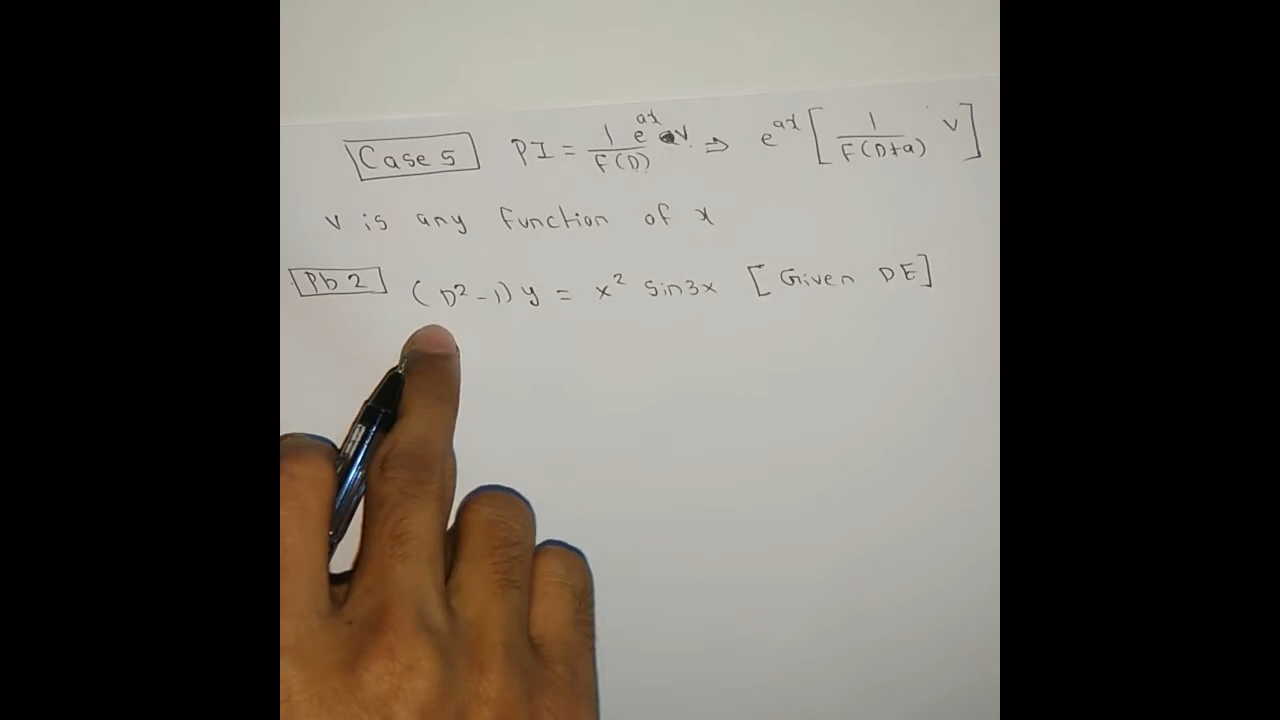 Case 5 PI = 1/F(D) e^{ax} V ⇒ e^{ax} [ 1/F(D+a) V ]
V is any function of x
Pb 2 (D² - 1) y = x² sin3x [Given DE]